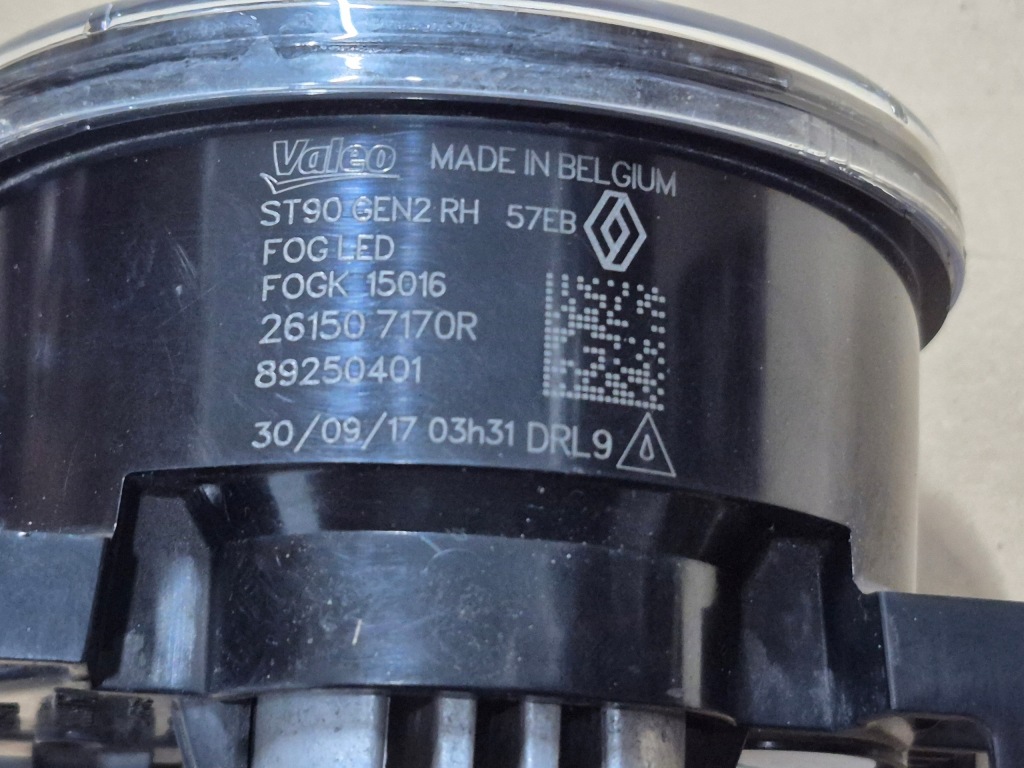 Valeo MADE IN BELGIUM
ST90 GEN2 RH 57EB
FOG LED
FOGK 15016
26150 7170R
89250401
30/09/17 03h31 DRL9